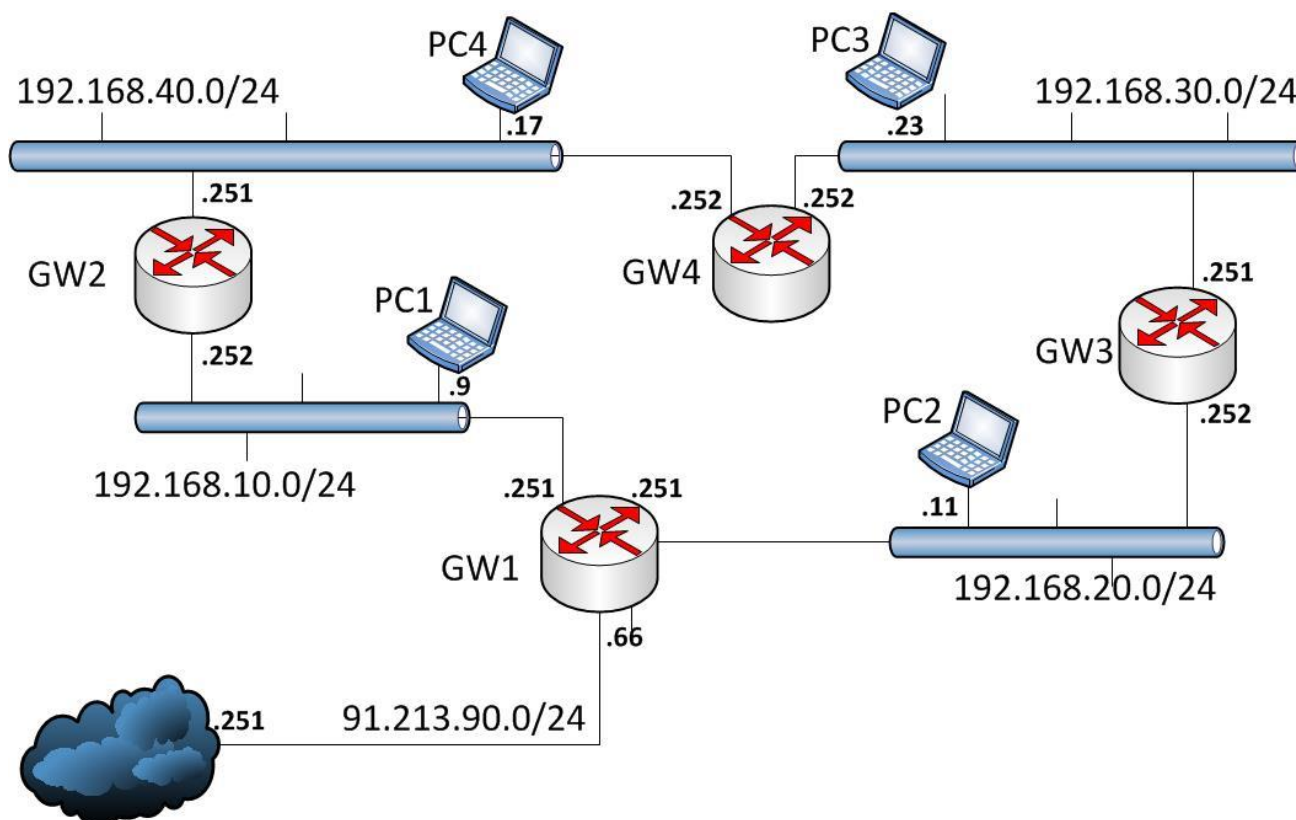 PC4
PC3
192.168.40.0/24
192.168.30.0/24
.17
.23
.251
.252
.252
GW2
GW4
.251
PC1
GW3
.252
.9
PC2
.252
192.168.10.0/24
.251
.251
.11
GW1
192.168.20.0/24
.66
.251
91.213.90.0/24